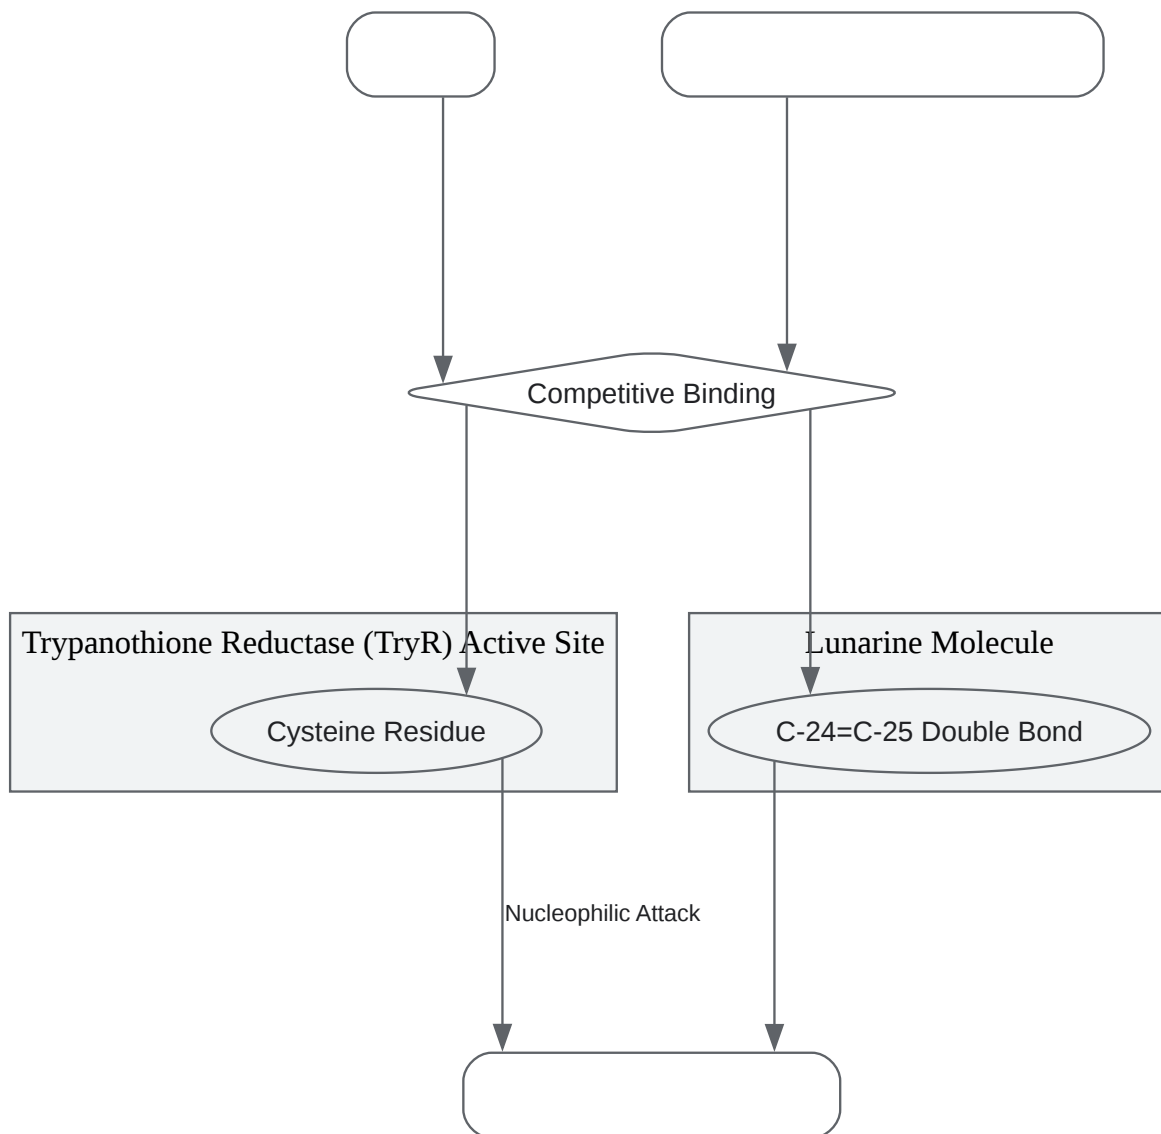 Competitive Binding
Trypanothione Reductase (TryR) Active Site
Lunarine Molecule
Cysteine Residue
C-24=C-25 Double Bond
Nucleophilic Attack